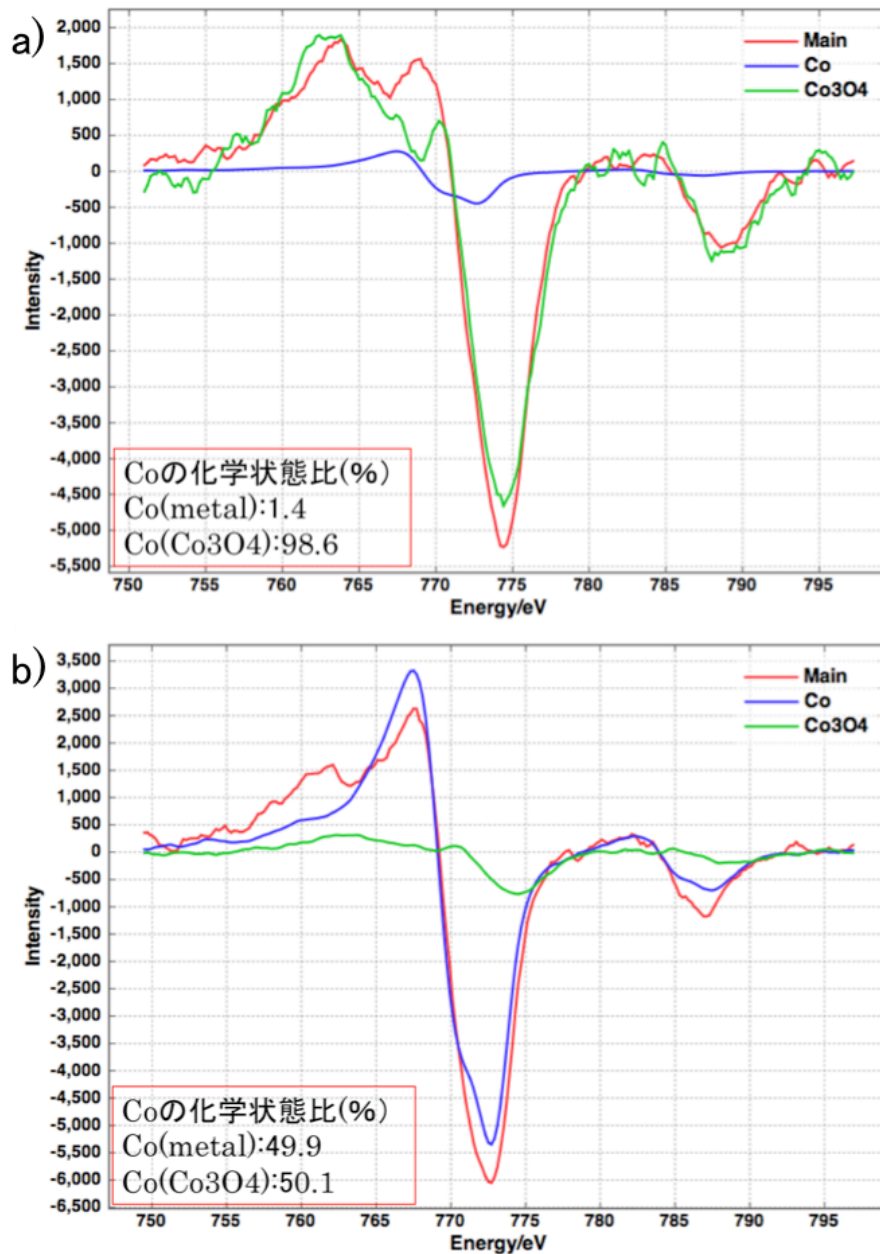 a)
Main
Co
Co3O4
2,000
1,500
1,000
500
0
-500
-1,000
-1,500
-2,000
-2,500
-3,000
-3,500
-4,000
-4,500
-5,000
-5,500
Intensity
Coの化学状態比(%)
Co(metal):1.4
Co(Co3O4):98.6
750 755 760 765 770 775 780 785 790 795
Energy/eV
b)
Main
Co
Co3O4
3,500
3,000
2,500
2,000
1,500
1,000
500
0
-500
-1,000
-1,500
-2,000
-2,500
-3,000
-3,500
-4,000
-4,500
-5,000
-5,500
-6,000
-6,500
Intensity
Coの化学状態比(%)
Co(metal):49.9
Co(Co3O4):50.1
750 755 760 765 770 775 780 785 790 795
Energy/eV